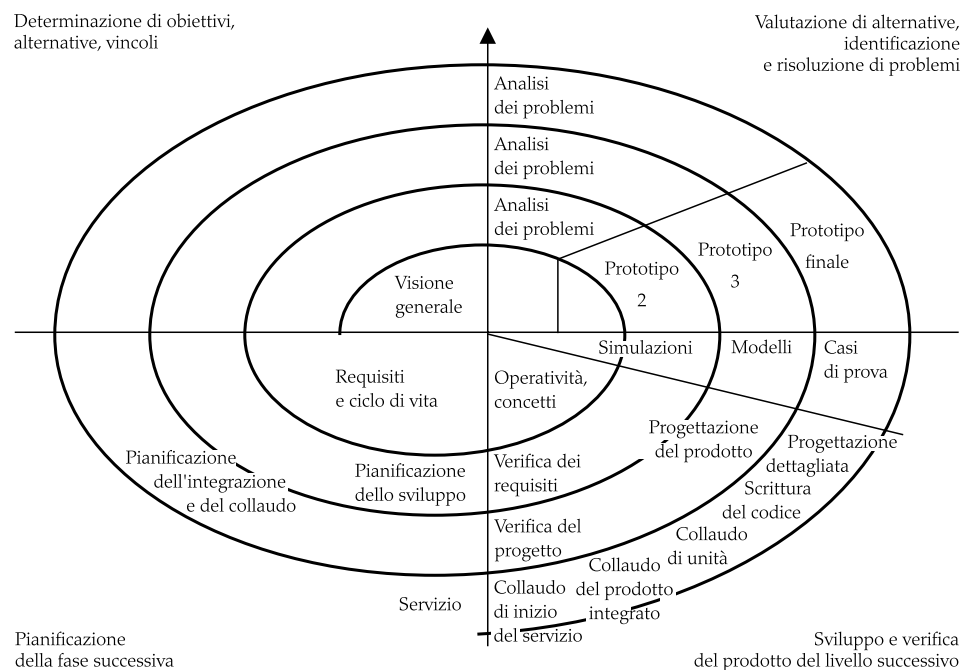 Determinazione di obiettivi,
alternative, vincoli
Valutazione di alternative,
identificazione
e risoluzione di problemi
Analisi
dei problemi
Analisi
dei problemi
Analisi
dei problemi
Visione
generale
Prototipo
2
Prototipo
3
Prototipo
finale
Simulazioni
Modelli
Casi
di prova
Requisiti
e ciclo di vita
Operatività,
concetti
Pianificazione
dell'integrazione
e del collaudo
Pianificazione
dello sviluppo
Verifica dei
requisiti
Progettazione
del prodotto
Progettazione
dettagliata
Scrittura
del codice
Verifica del
progetto
Collaudo
di unità
Collaudo
del prodotto
integrato
Servizio
Collaudo
di inizio
del servizio
Pianificazione
della fase successiva
Sviluppo e verifica
del prodotto del livello successivo